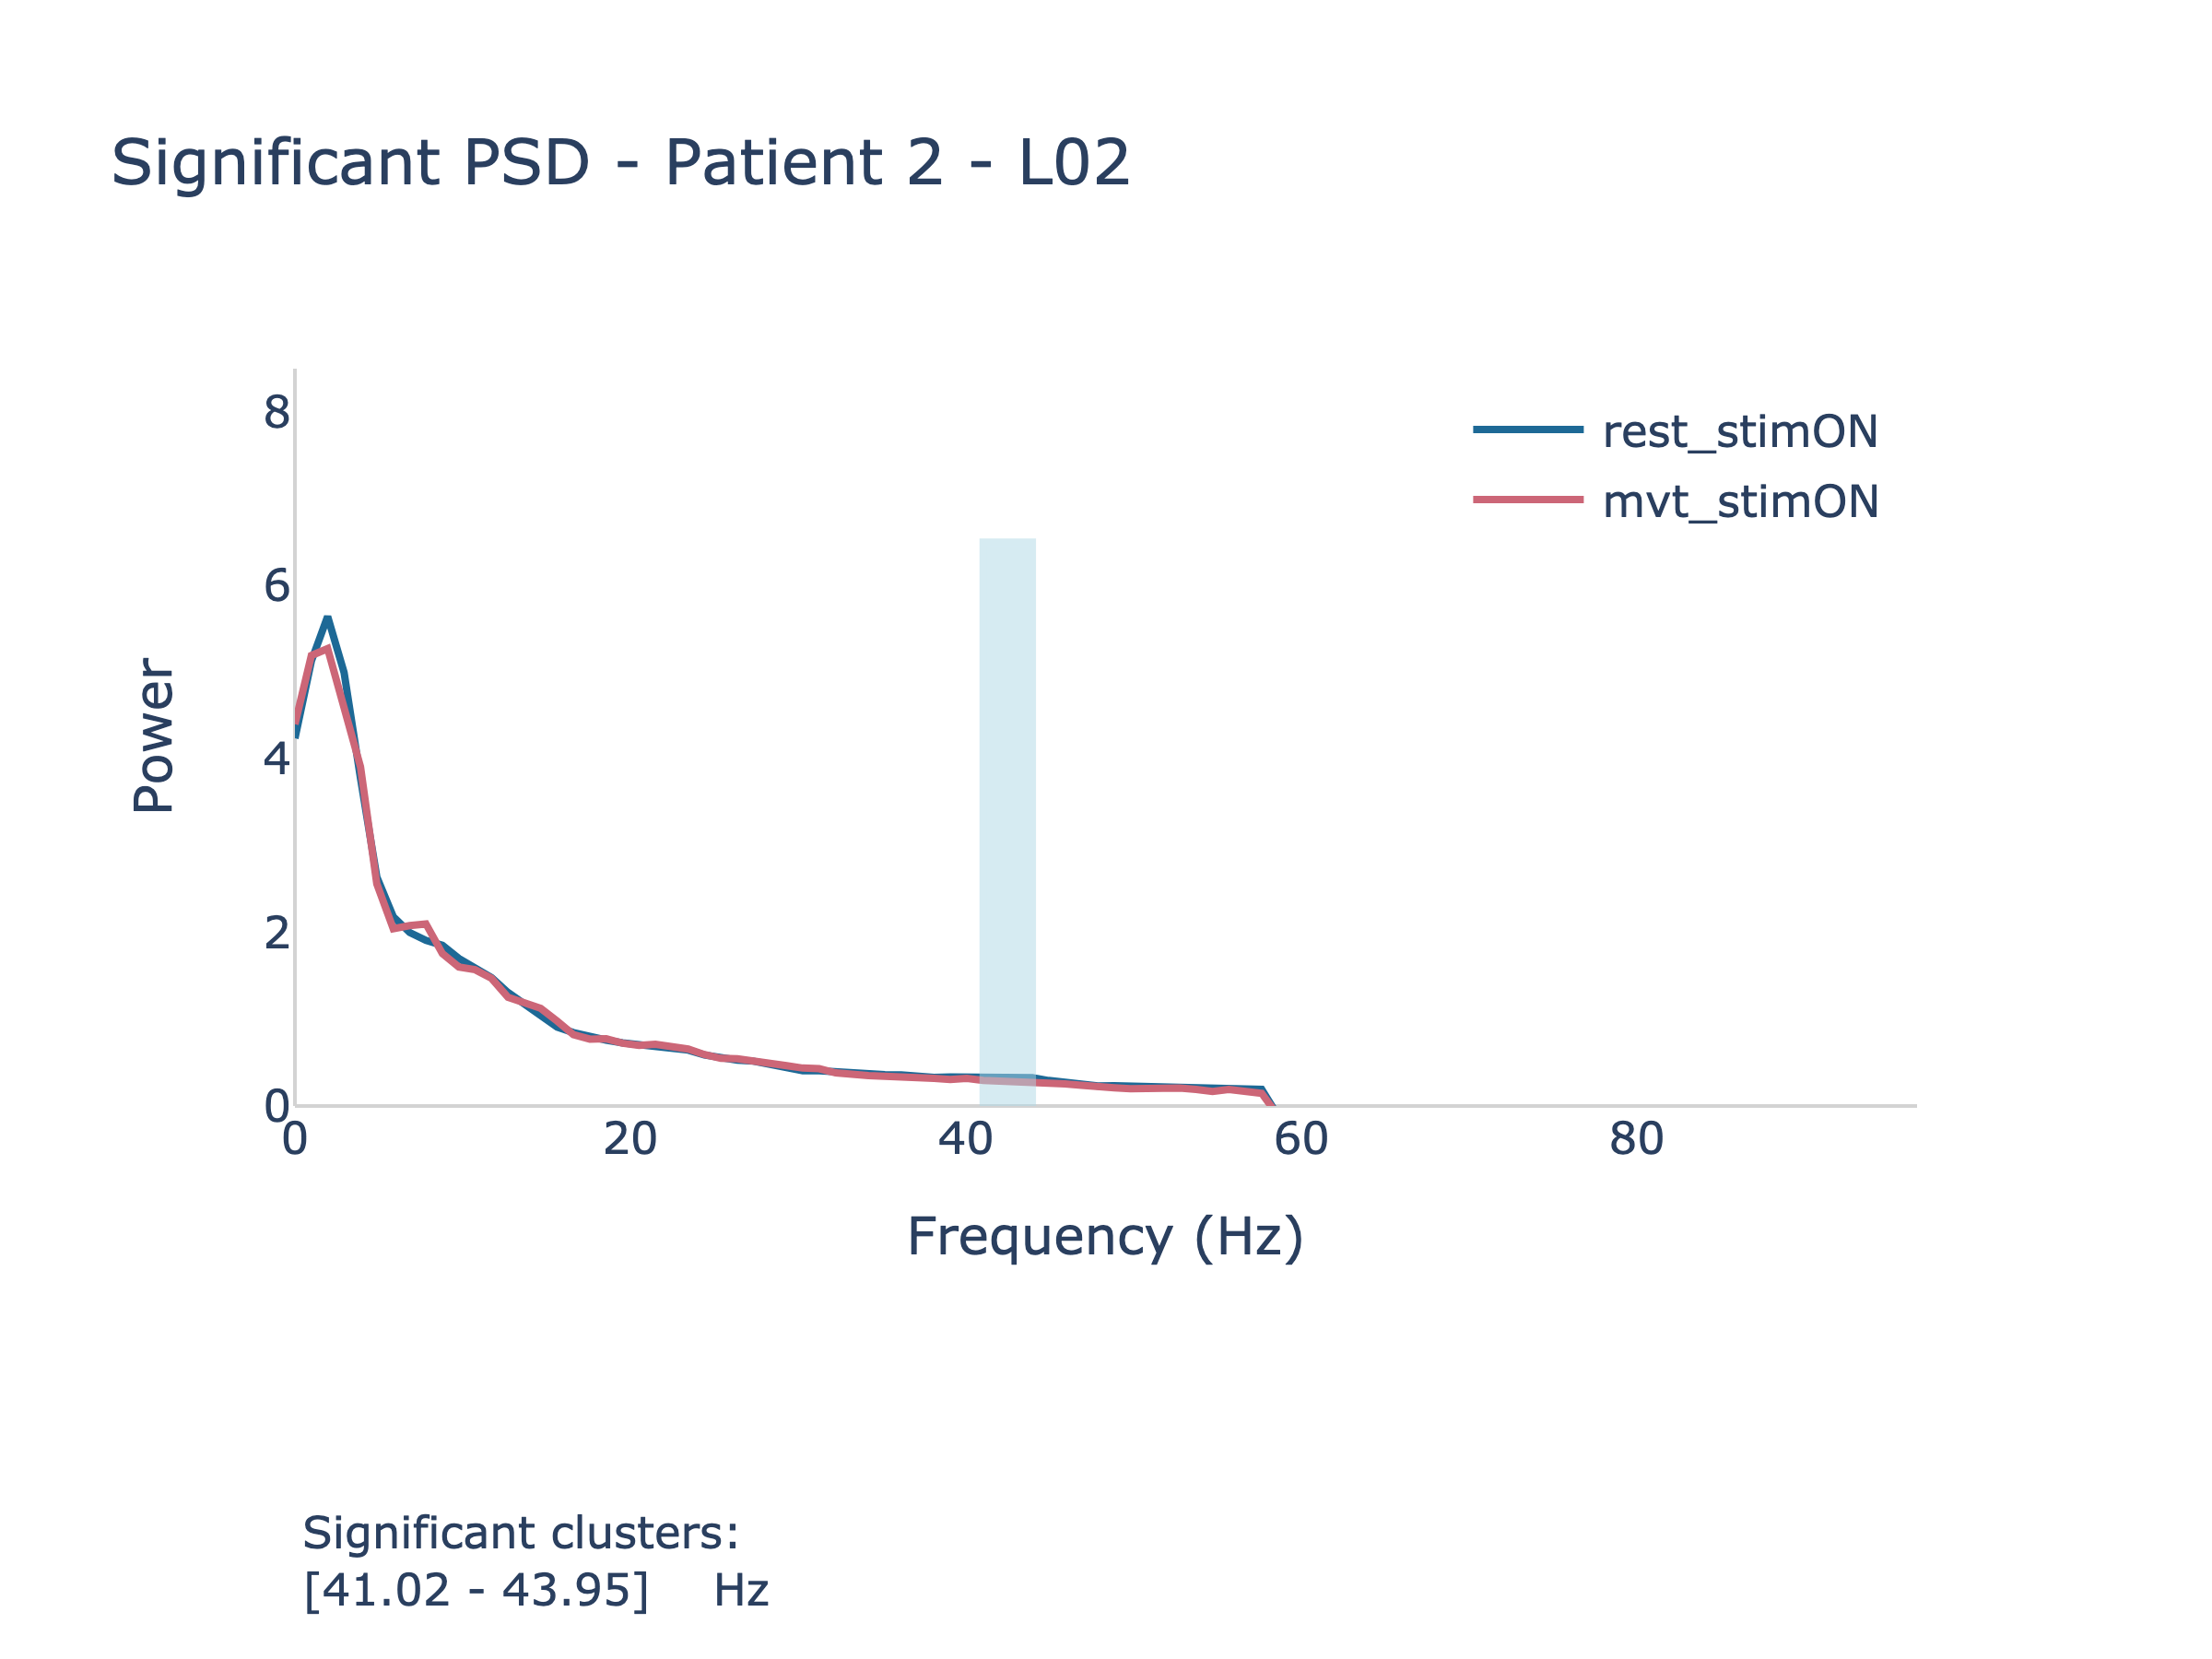 Significant PSD - Patient 2 - L02
8
6
4
2
0
Power
rest_stimON
mvt_stimON
0 20 40 60 80
Frequency (Hz)
Significant clusters:
[41.02 - 43.95] Hz